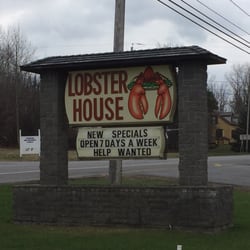 LOBSTER
HOUSE
NEW SPECIALS
OPEN 7 DAYS A WEEK
HELP WANTED